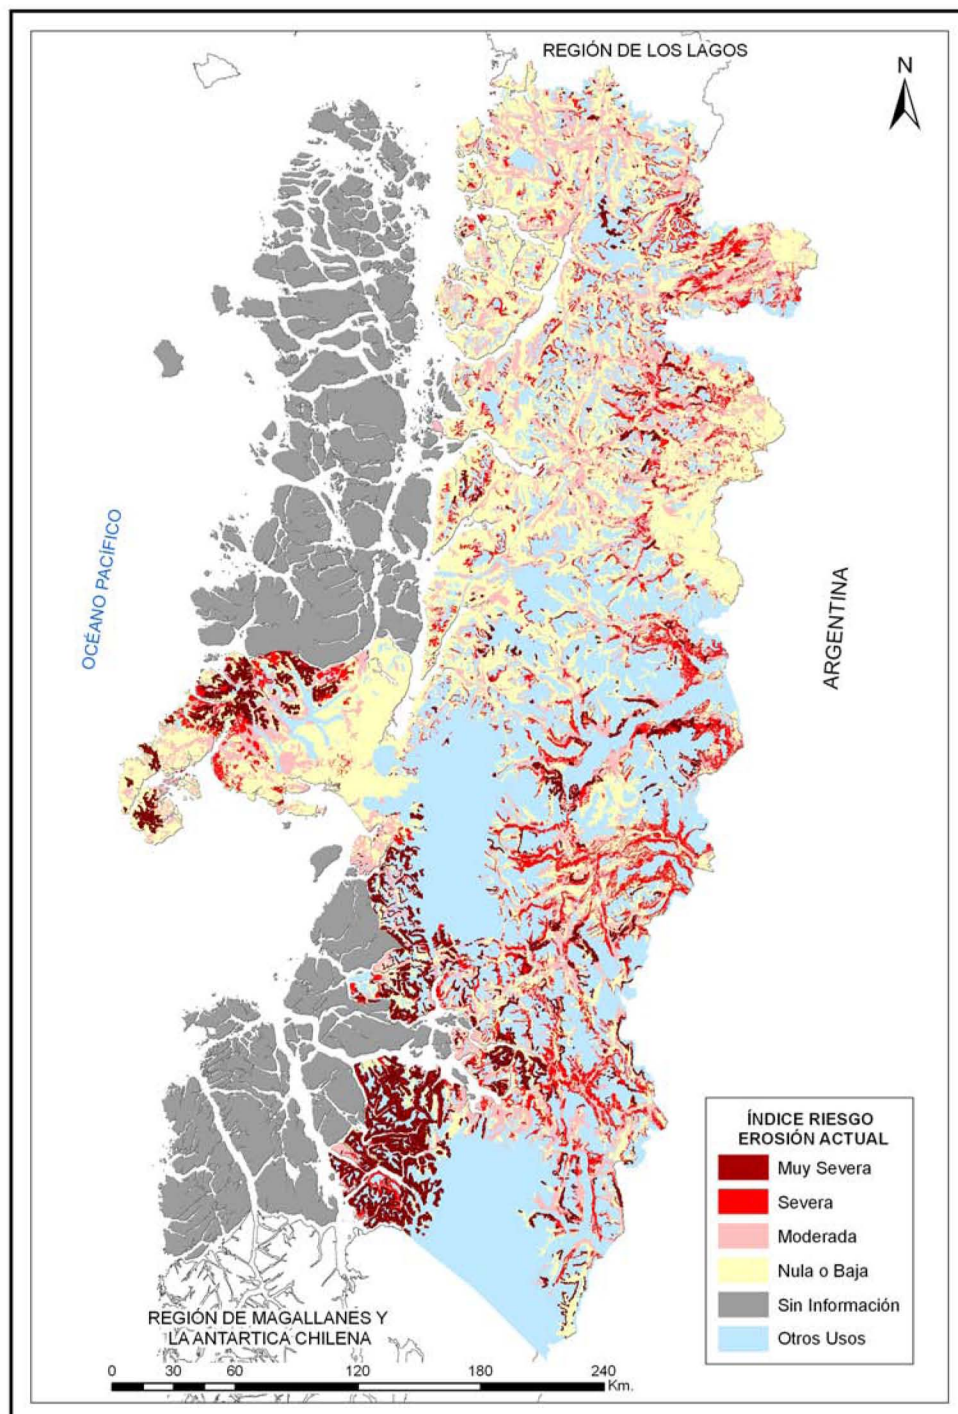 REGIÓN DE LOS LAGOS
N
OCÉANO PACÍFICO
ARGENTINA
ÍNDICE RIESGO
EROSIÓN ACTUAL
Muy Severa
Severa
Moderada
Nula o Baja
Sin Información
Otros Usos
REGIÓN DE MAGALLANES Y
LA ANTARTICA CHILENA
0 30 60 120 180 240
Km.